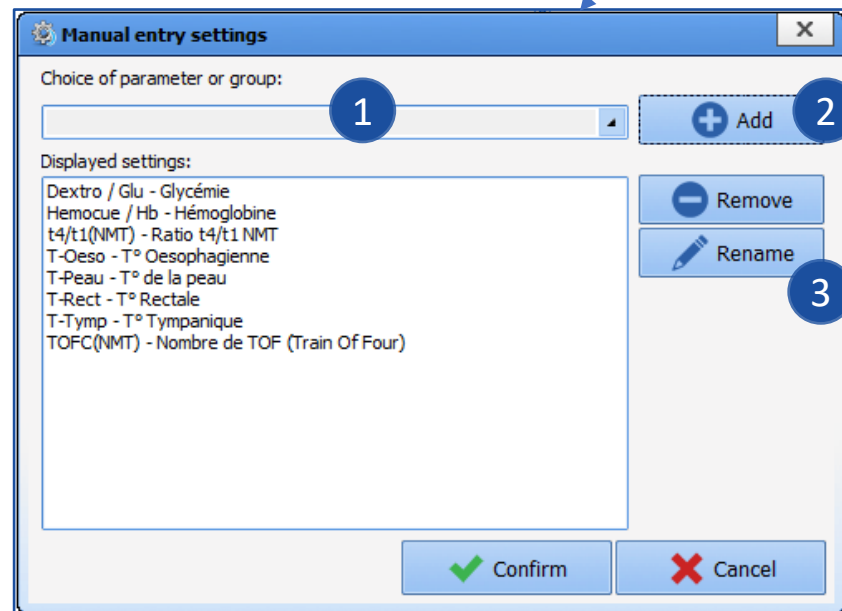 Manual entry settings
Choice of parameter or group:
1
Add
2
Displayed settings:
Dextro / Glu - Glycémie
Hemocue / Hb - Hémoglobine
t4/t1(NMT) - Ratio t4/t1 NMT
T-Oeso - T° Oesophagienne
T-Peau - T° de la peau
T-Rect - T° Rectale
T-Tymp - T° Tympanique
TOFC(NMT) - Nombre de TOF (Train Of Four)
Remove
Rename
3
Confirm
Cancel